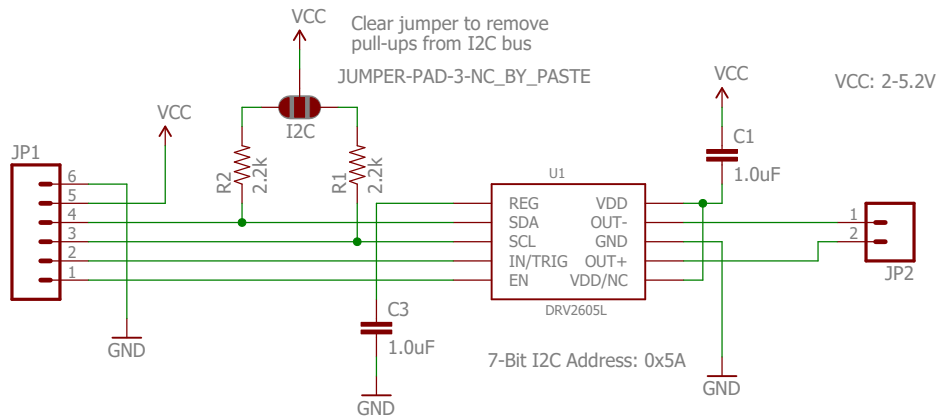 VCC
Clear jumper to remove
pull-ups from I2C bus
JUMPER-PAD-3-NC_BY_PASTE
VCC
VCC: 2-5.2V
VCC
I2C
C1
1.0uF
JP1
R2
2.2k
R1
2.2k
U1
6
5
4
3
2
1
REG
SDA
SCL
IN/TRIG
EN
VDD
OUT-
GND
OUT+
VDD/NC
1
2
JP2
DRV2605L
C3
1.0uF
GND
7-Bit I2C Address: 0x5A
GND
GND